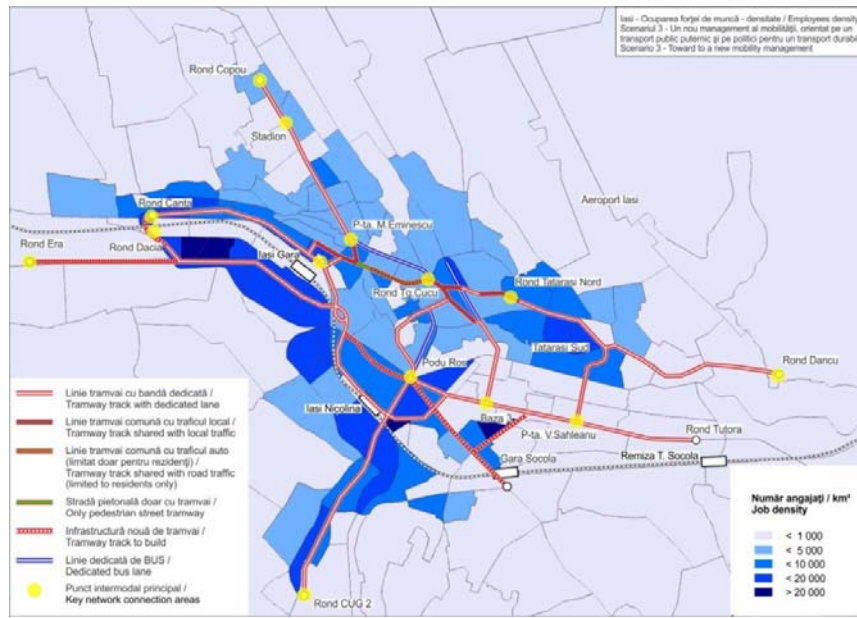 Iasi - Ocuparea forţei de muncă - densitate / Employees density
Scenariul 3 - Un nou management al mobilităţii, orientat pe un
transport public puternic şi pe politici pentru un transport durabil
Scenario 3 - Toward to a new mobility management
Rond Copou
Stadion
Aeroport Iasi
Rond Canta
P-ta. M.Eminescu
Rond Era
Rond Dacia
Iasi Gara
Rond Tg.Cucu
Rond Tatarasi Nord
Tatarasi Sud
Podu Ros
Rond Dancu
Iasi Nicolina
Baza 3
P-ta. V.Sahleanu
Rond Tutora
Gara Socola
Remiza T. Socola
Rond CUG 2
Linie tramvai cu bandă dedicată /
Tramway track with dedicated lane
Linie tramvai comună cu traficul local /
Tramway track shared with local traffic
Linie tramvai comună cu traficul auto
(limitat doar pentru rezidenţi) /
Tramway track shared with road traffic
(limited to residents only)
Stradă pietonală doar cu tramvai /
Only pedestrian street tramway
Infrastructură nouă de tramvai /
Tramway track to build
Linie dedicată de BUS /
Dedicated bus lane
Punct intermodal principal /
Key network connection areas
Număr angajaţi / km²
Job density
< 1 000
< 5 000
< 10 000
< 20 000
> 20 000